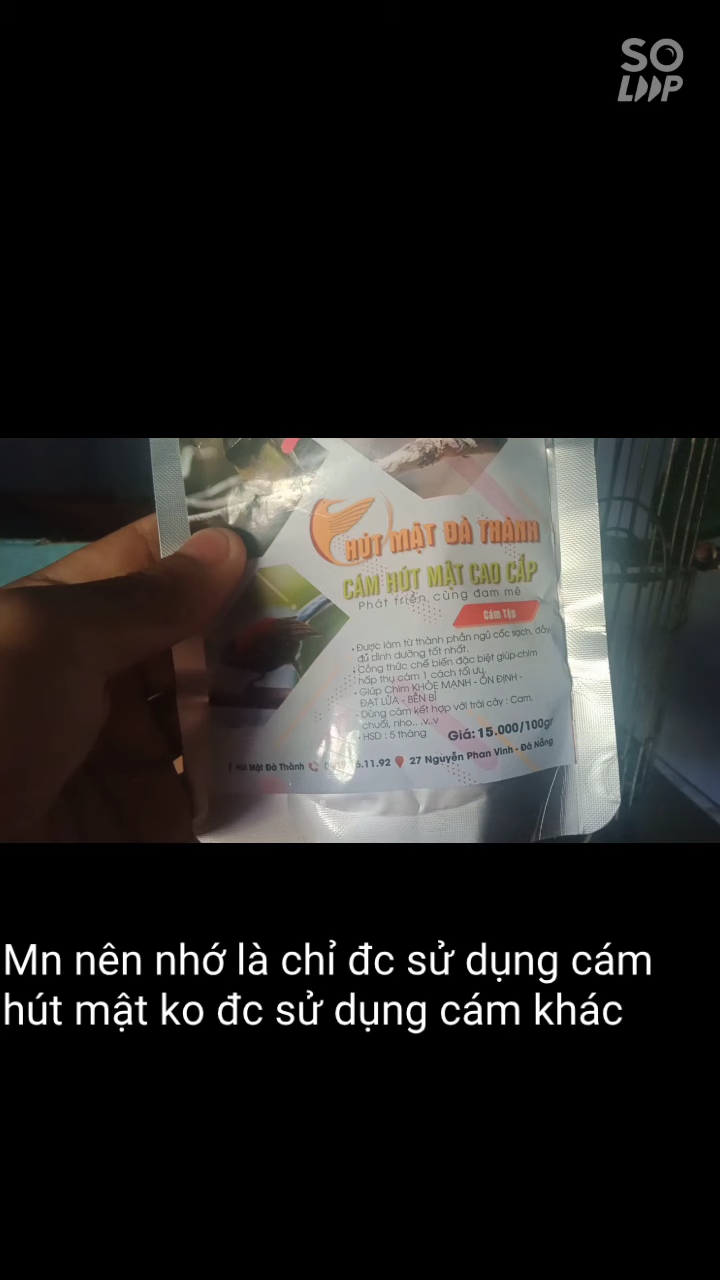 SO
LOOP
HÚT MẬT ĐÀ THÀNH
CÁM HÚT MẬT CAO CẤP
Phát triển cùng đam mê
Cám Tập
• Được làm từ thành phần ngũ cốc sạch, đầy
đủ dinh dưỡng tốt nhất.
• Công thức chế biến đặc biệt giúp chim
hấp thụ cám 1 cách tối ưu.
• Giúp Chim KHỎE MẠNH - ỔN ĐỊNH -
ĐẠT LỬA - BỀN BỈ
• Dùng cám kết hợp với trái cây : Cam,
chuối, nho.. .v..v
• HSD : 5 tháng
Giá: 15.000/100gr
Hút Mật Đà Thành
6.11.92
27 Nguyễn Phan Vinh - Đà Nẵng
Mn nên nhớ là chỉ đc sử dụng cám
hút mật ko đc sử dụng cám khác